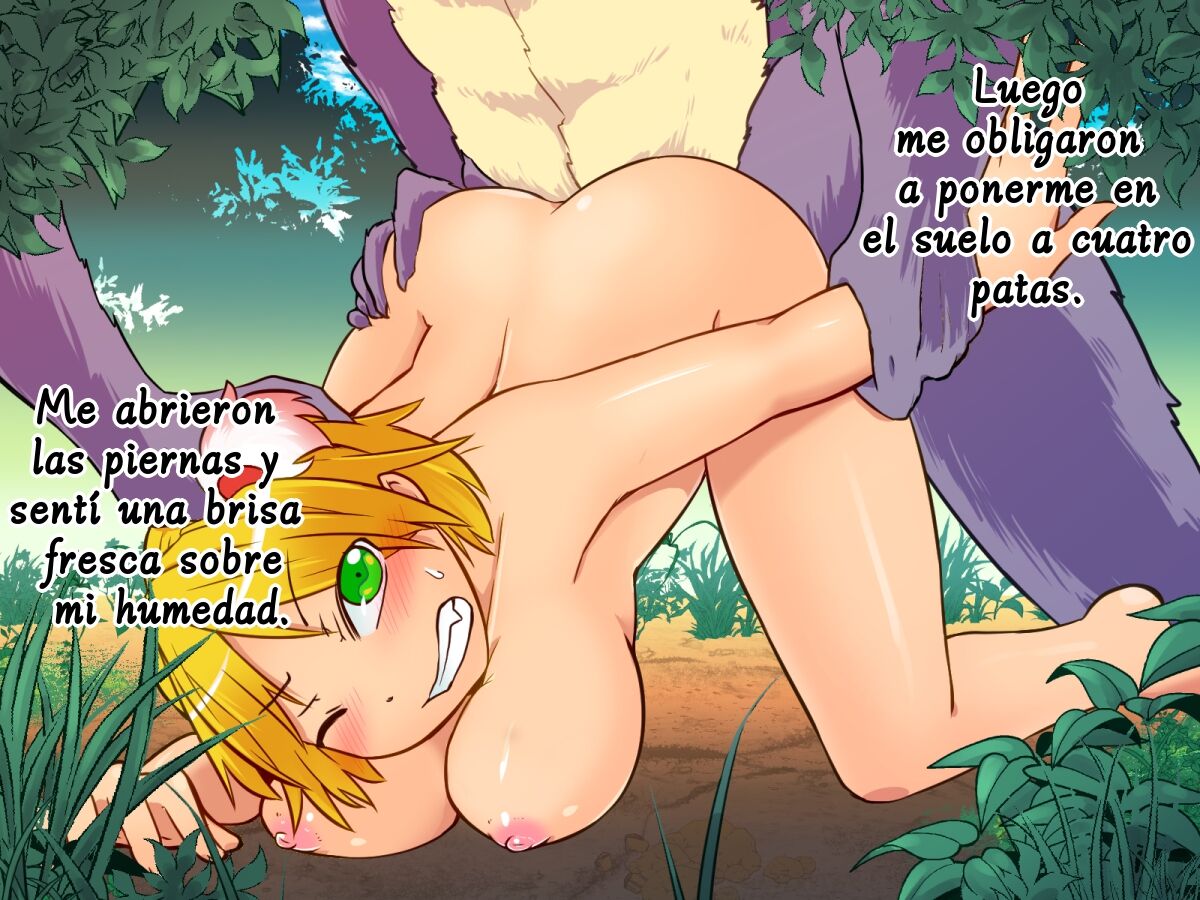 Luego
me obligaron
a ponerme en
el suelo a cuatro
patas.
Me abrieron
las piernas y
sentí una brisa
fresca sobre
mi humedad.